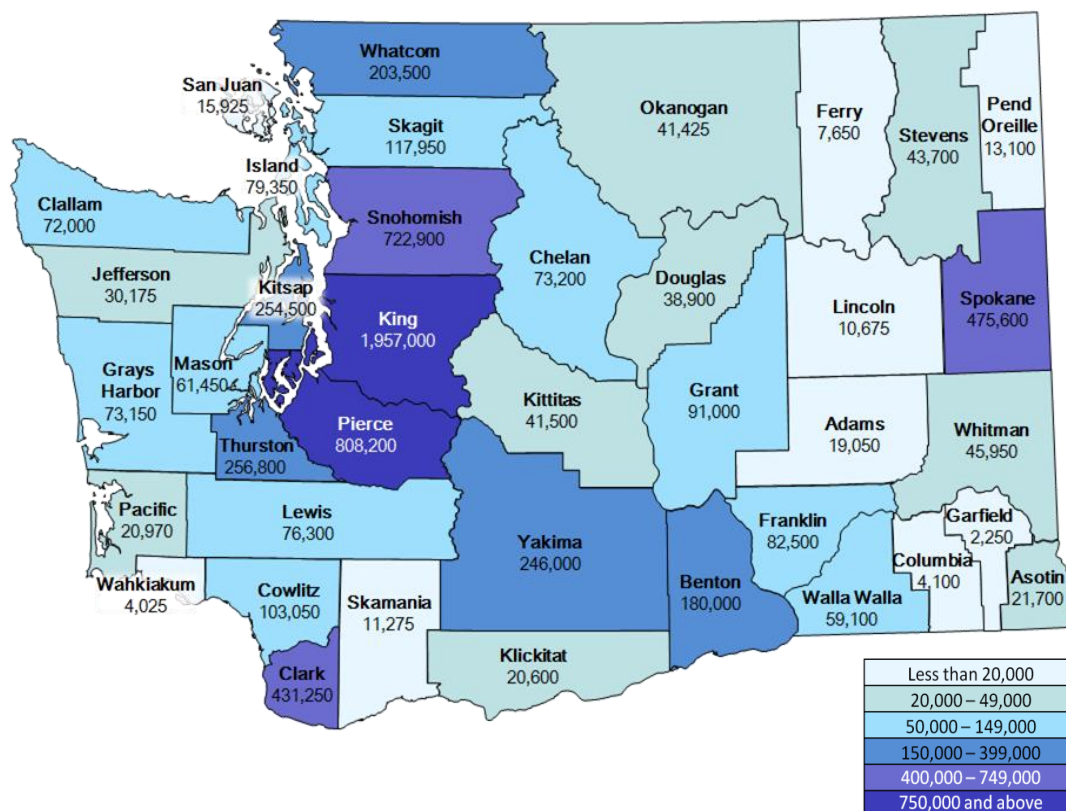 Whatcom
203,500
San Juan
15,925
Skagit
117,950
Island
79,350
Okanogan
41,425
Ferry
7,650
Stevens
43,700
Pend
Oreille
13,100
Clallam
72,000
Snohomish
722,900
Jefferson
30,175
Kitsap
254,500
Chelan
73,200
Douglas
38,900
Lincoln
10,675
Spokane
475,600
King
1,957,000
Grays
Harbor
73,150
Mason
61,450
Kittitas
41,500
Grant
91,000
Adams
19,050
Whitman
45,950
Pierce
808,200
Thurston
256,800
Pacific
20,970
Lewis
76,300
Yakima
246,000
Franklin
82,500
Garfield
2,250
Columbia
4,100
Asotin
21,700
Benton
180,000
Walla Walla
59,100
Wahkiakum
4,025
Cowlitz
103,050
Skamania
11,275
Klickitat
20,600
Clark
431,250
Less than 20,000
20,000 – 49,000
50,000 – 149,000
150,000 – 399,000
400,000 – 749,000
750,000 and above